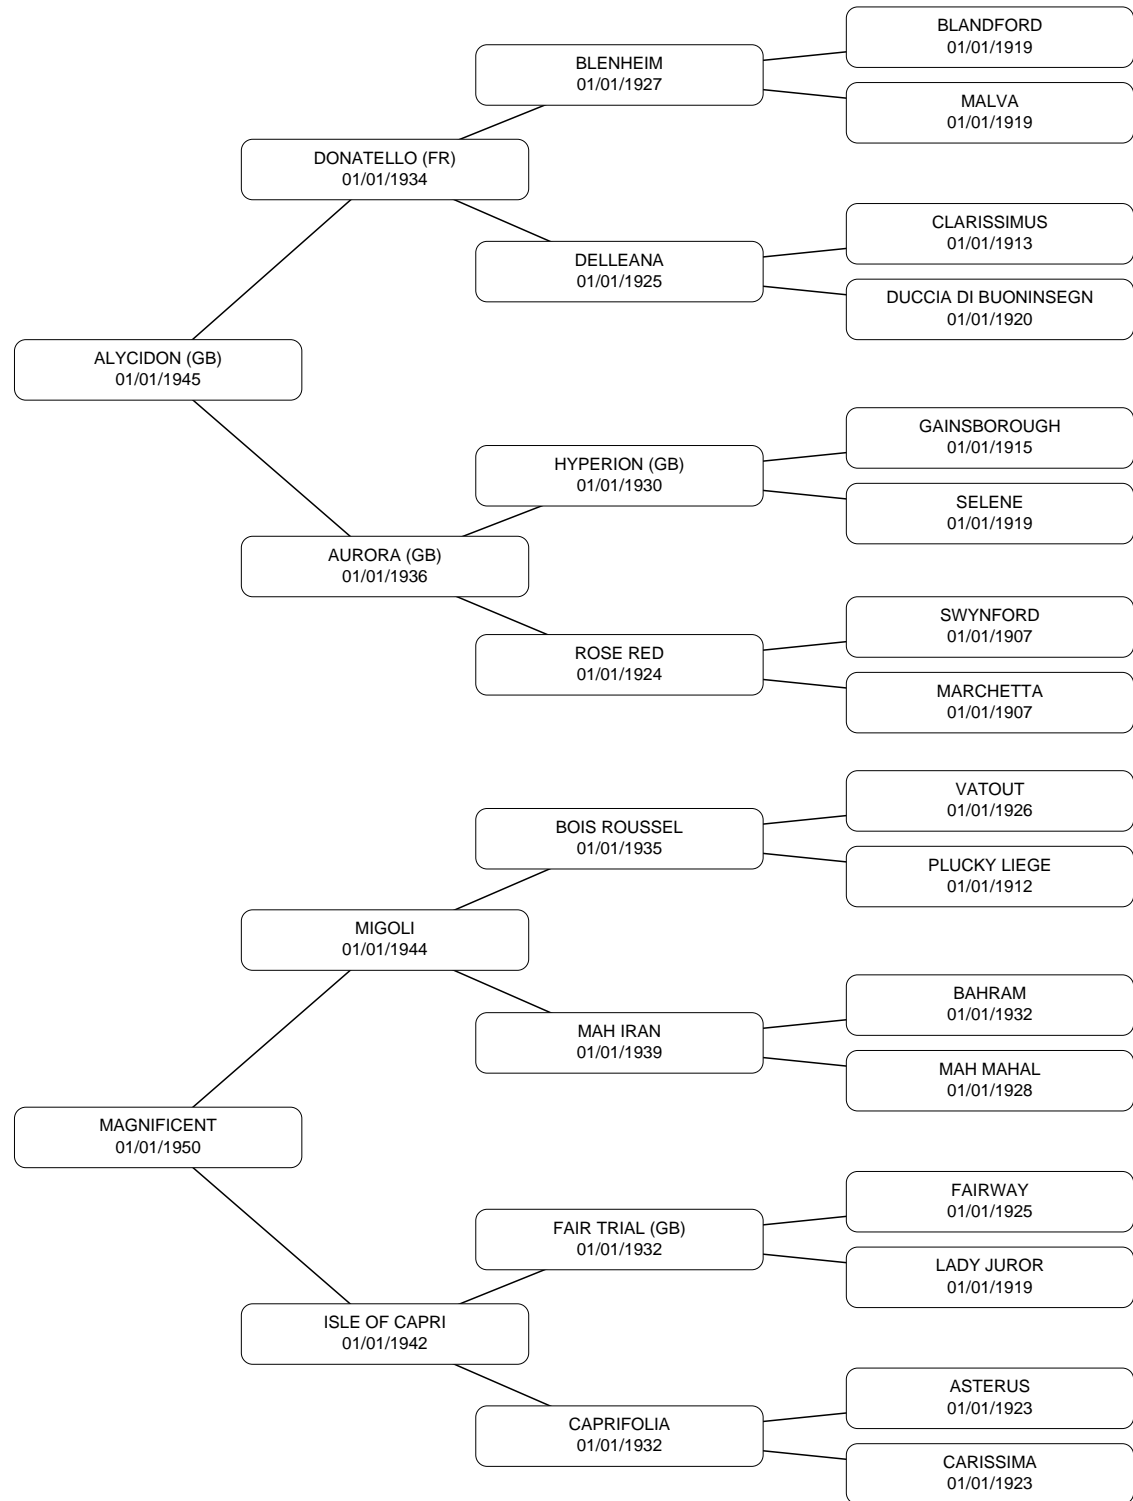 BLANDFORD
01/01/1919
BLENHEIM
01/01/1927
MALVA
01/01/1919
DONATELLO (FR)
01/01/1934
CLARISSIMUS
01/01/1913
DELLEANA
01/01/1925
DUCCIA DI BUONINSEGN
01/01/1920
ALYCIDON (GB)
01/01/1945
GAINSBOROUGH
01/01/1915
HYPERION (GB)
01/01/1930
SELENE
01/01/1919
AURORA (GB)
01/01/1936
SWYNFORD
01/01/1907
ROSE RED
01/01/1924
MARCHETTA
01/01/1907
VATOUT
01/01/1926
BOIS ROUSSEL
01/01/1935
PLUCKY LIEGE
01/01/1912
MIGOLI
01/01/1944
BAHRAM
01/01/1932
MAH IRAN
01/01/1939
MAH MAHAL
01/01/1928
MAGNIFICENT
01/01/1950
FAIRWAY
01/01/1925
FAIR TRIAL (GB)
01/01/1932
LADY JUROR
01/01/1919
ISLE OF CAPRI
01/01/1942
ASTERUS
01/01/1923
CAPRIFOLIA
01/01/1932
CARISSIMA
01/01/1923